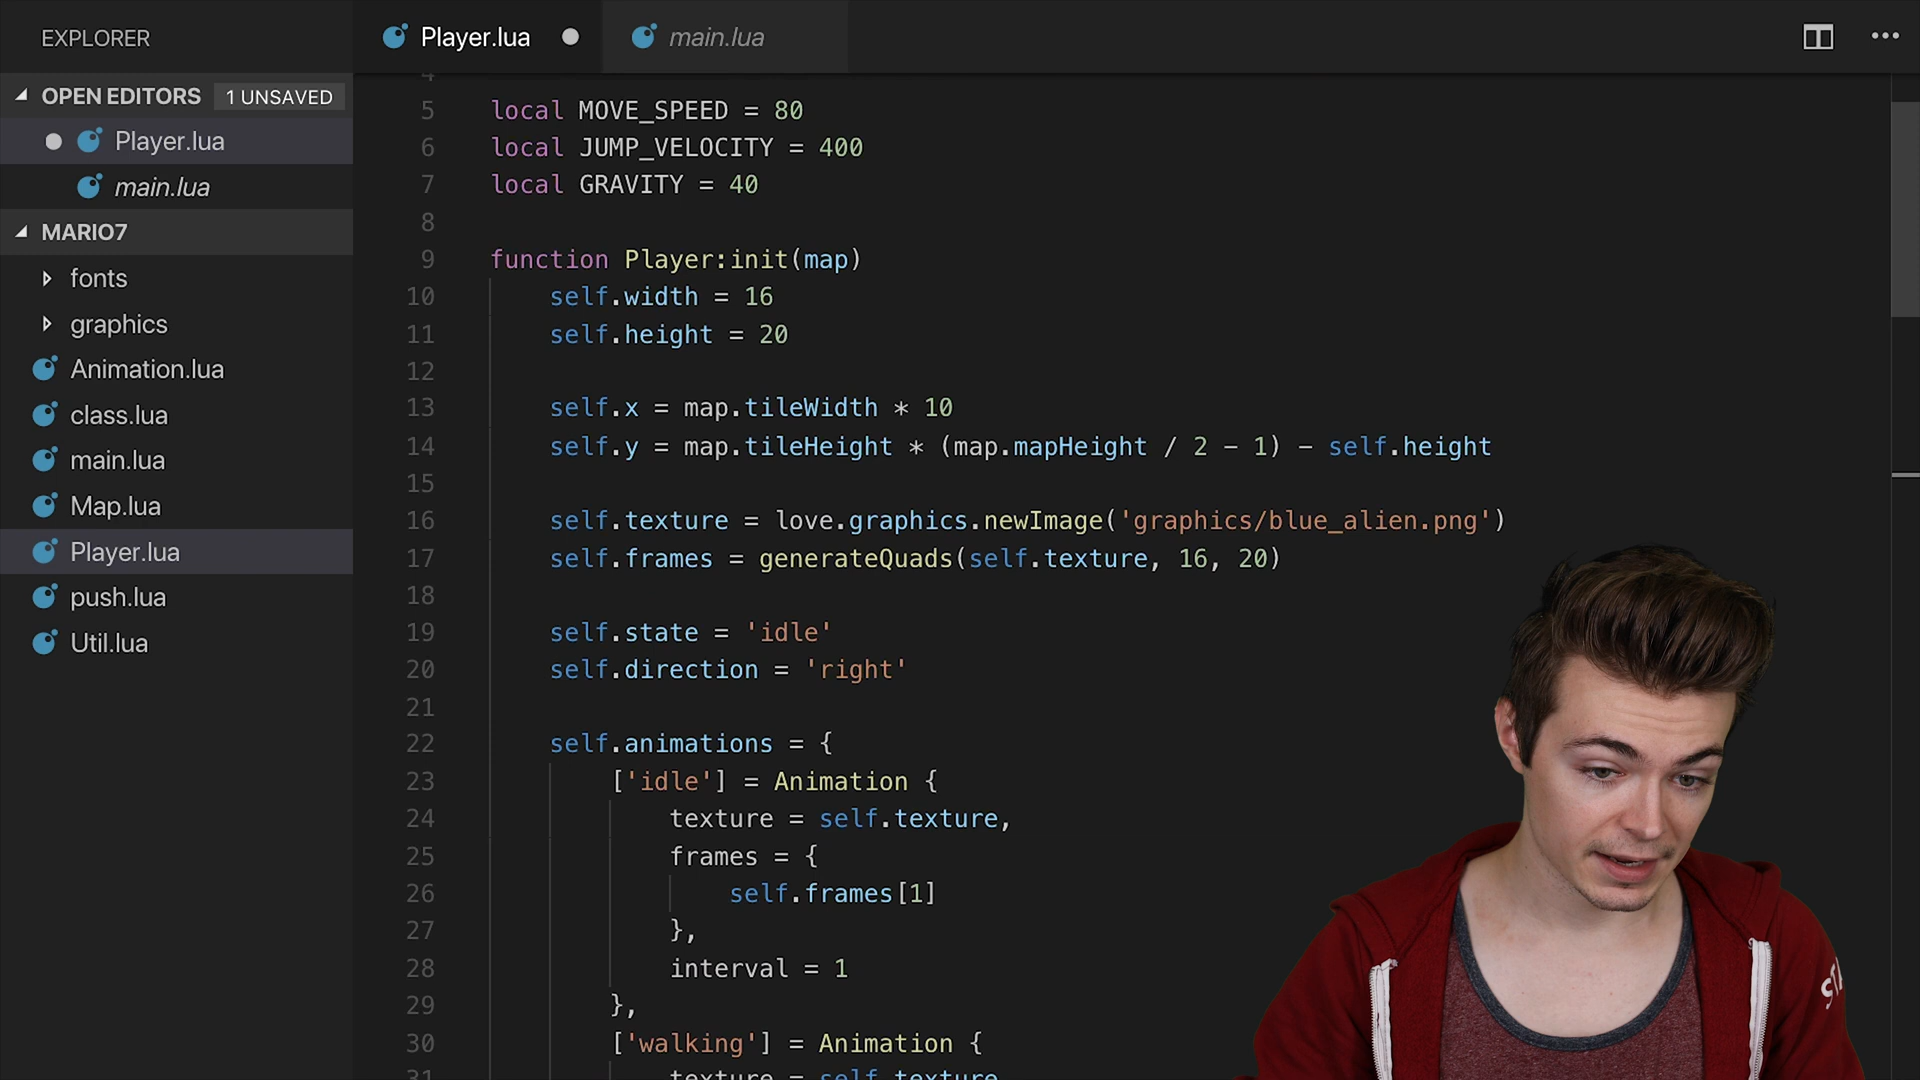 EXPLORER
OPEN EDITORS 1 UNSAVED
Player.lua
main.lua
MARIO7
fonts
graphics
Animation.lua
class.lua
main.lua
Map.lua
Player.lua
push.lua
Util.lua
Player.lua main.lua
4
5 local MOVE_SPEED = 80
6 local JUMP_VELOCITY = 400
7 local GRAVITY = 40
8
9 function Player:init(map)
10 self.width = 16
11 self.height = 20
12
13 self.x = map.tileWidth * 10
14 self.y = map.tileHeight * (map.mapHeight / 2 - 1) - self.height
15
16 self.texture = love.graphics.newImage('graphics/blue_alien.png')
17 self.frames = generateQuads(self.texture, 16, 20)
18
19 self.state = 'idle'
20 self.direction = 'right'
21
22 self.animations = {
23 ['idle'] = Animation {
24 texture = self.texture,
25 frames = {
26 self.frames[1]
27 },
28 interval = 1
29 },
30 ['walking'] = Animation {
31 texture = self.texture,